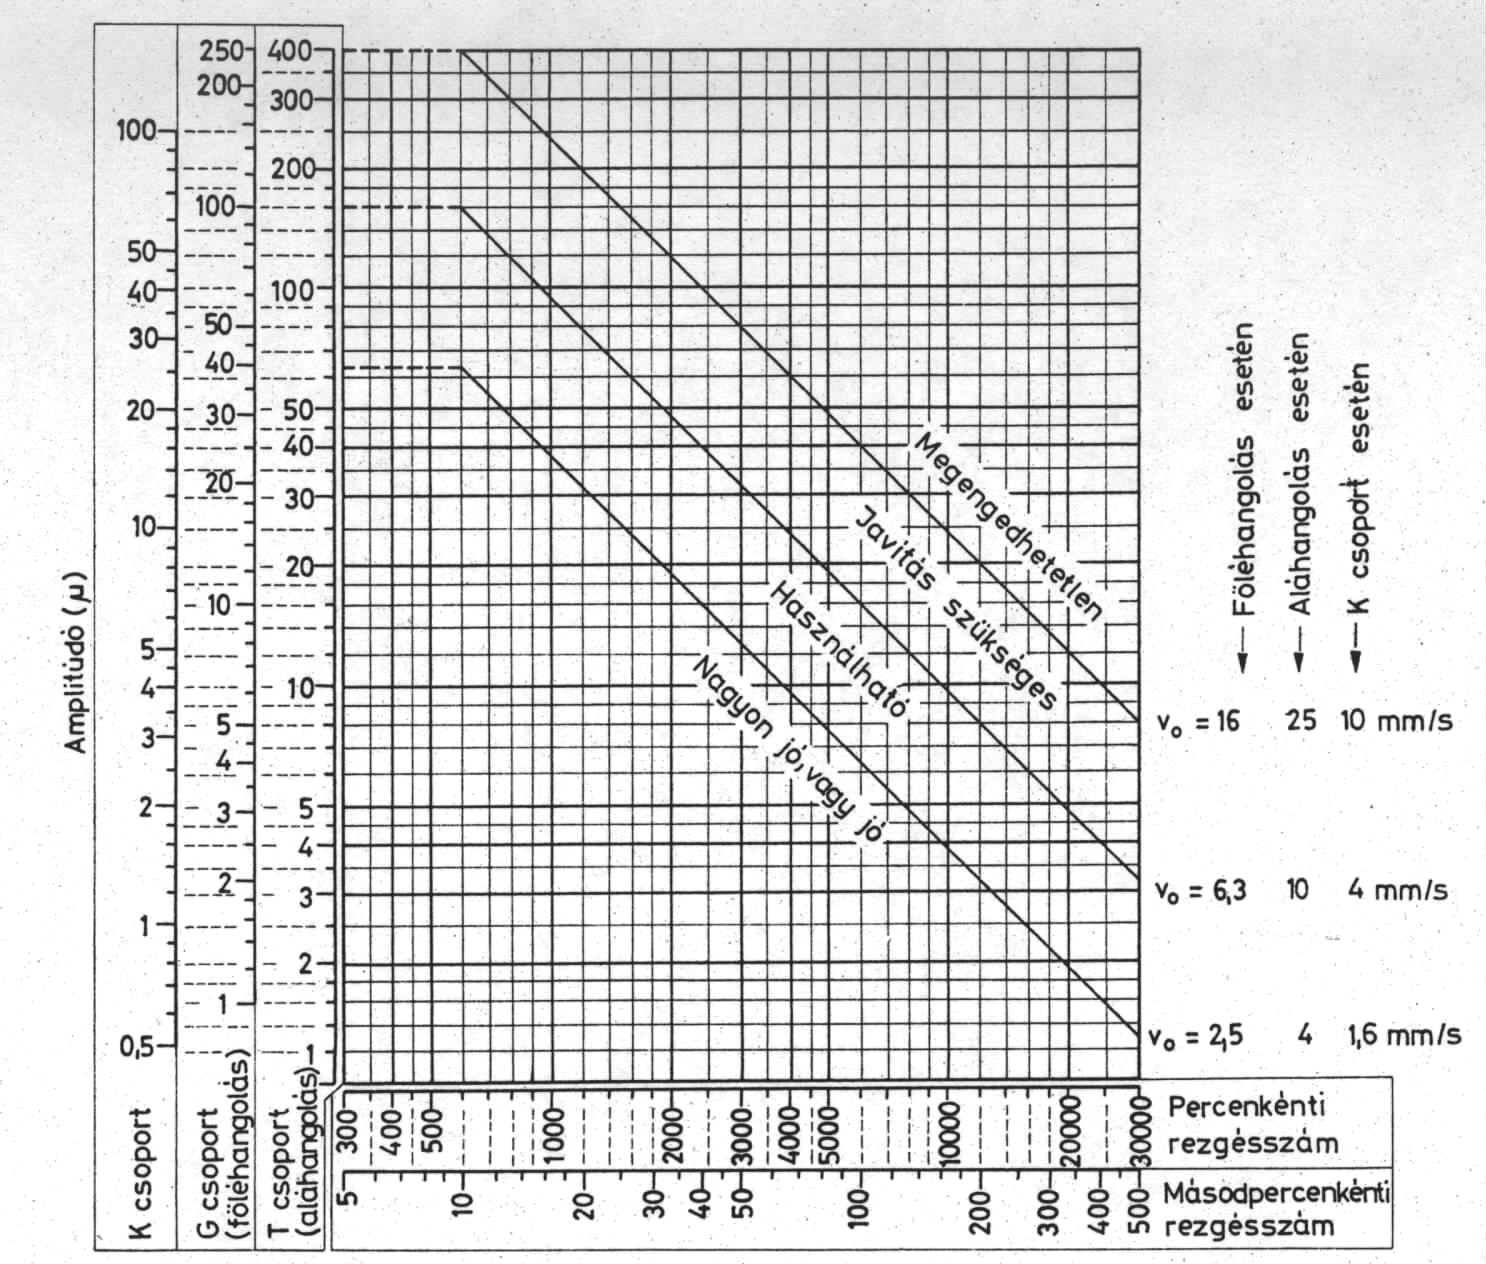 Amplitúdó (μ)
K csoport
100
50
40
30
20
10
5
4
3
2
1
0,5
G csoport
(fölehangolás)
250
200
100
50
40
30
20
10
5
4
3
2
1
T csoport
(aláhangolás)
400
300
200
100
50
40
30
20
10
5
4
3
2
1
Megengedhetetlen
Javítás szükséges
Használható
Nagyon jó, vagy jó
Föléhangolás esetén
Aláhangolás esetén
K csoport esetén
v₀ = 16 25 10 mm/s
v₀ = 6,3 10 4 mm/s
v₀ = 2,5 4 1,6 mm/s
300 400 500 1000 2000 3000 40000 5000 10000 20000 30000
Percenkénti
rezgésszám
5 10 20 30 40 50 100 200 300 400 500
Másodpercenkénti
rezgésszám